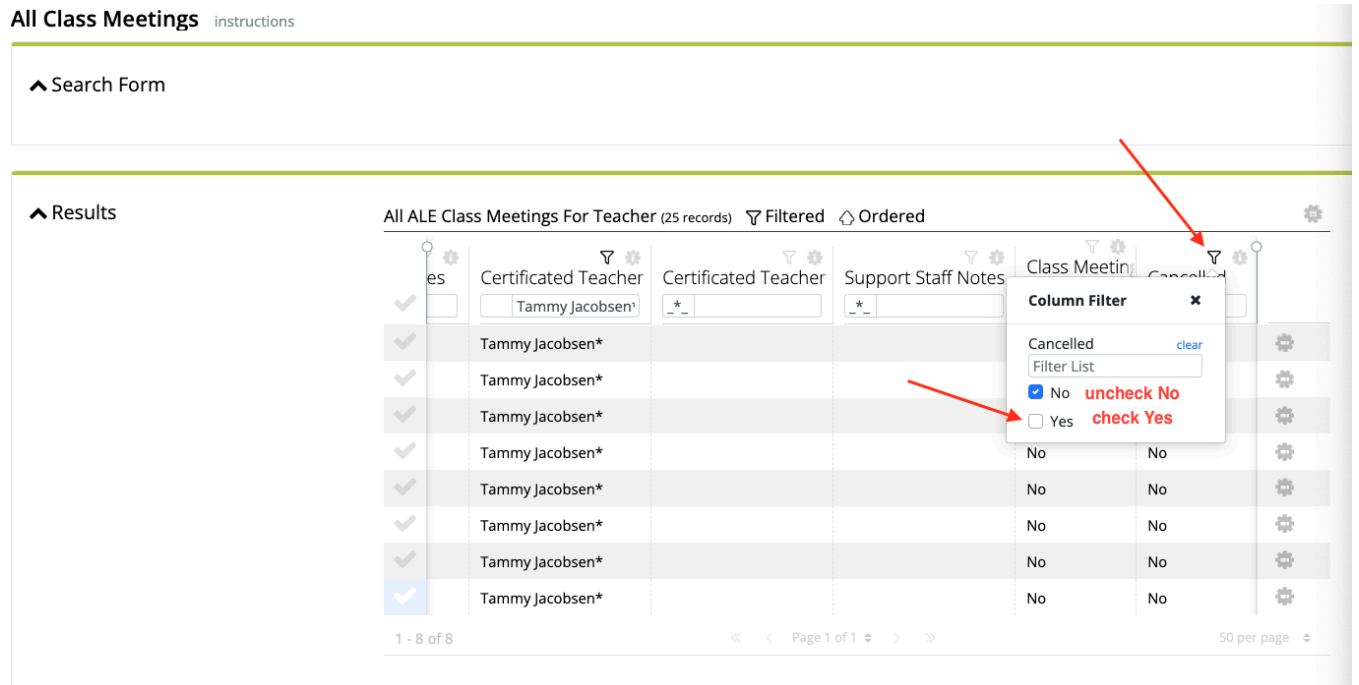 All Class Meetings instructions
Search Form
Results
All ALE Class Meetings For Teacher (25 records) Filtered Ordered
es Certificated Teacher Certificated Teacher Support Staff Notes Class Meeting Cancelled
Tammy Jacobsen* _*_ _*_
Column Filter ×
Cancelled clear
Filter List
No uncheck No
Yes check Yes
Tammy Jacobsen*
Tammy Jacobsen*
Tammy Jacobsen*
Tammy Jacobsen* No No
Tammy Jacobsen* No No
Tammy Jacobsen* No No
Tammy Jacobsen* No No
Tammy Jacobsen* No No
1 - 8 of 8 « < Page 1 of 1 > » 50 per page